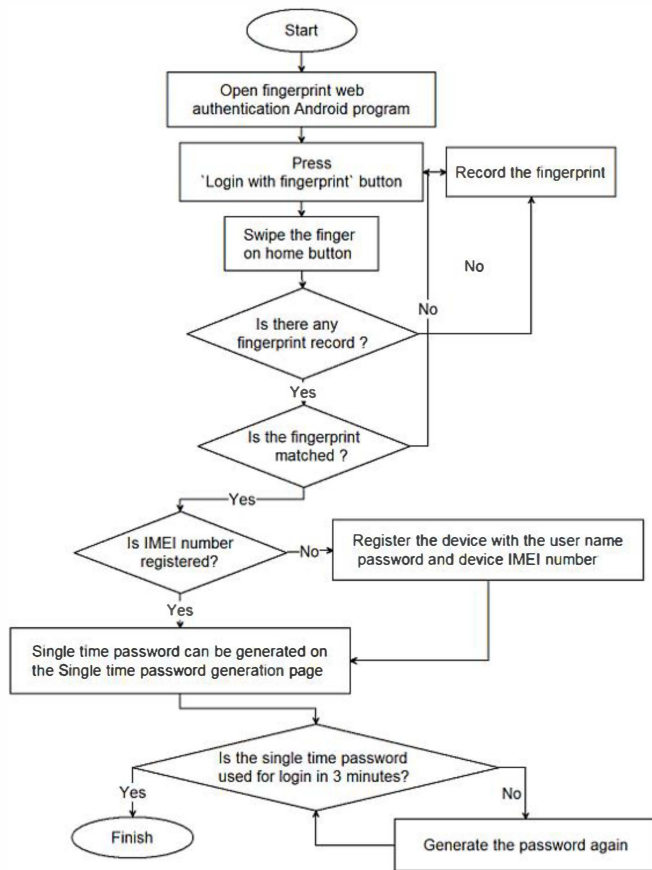 Start
Open fingerprint web
authentication Android program
Press
`Login with fingerprint` button
Record the fingerprint
Swipe the finger
on home button
No
No
Is there any
fingerprint record ?
Yes
Is the fingerprint
matched ?
Yes
Is IMEI number
registered?
No
Register the device with the user name
password and device IMEI number
Yes
Single time password can be generated on
the Single time password generation page
Is the single time password
used for login in 3 minutes?
Yes
No
Finish
Generate the password again